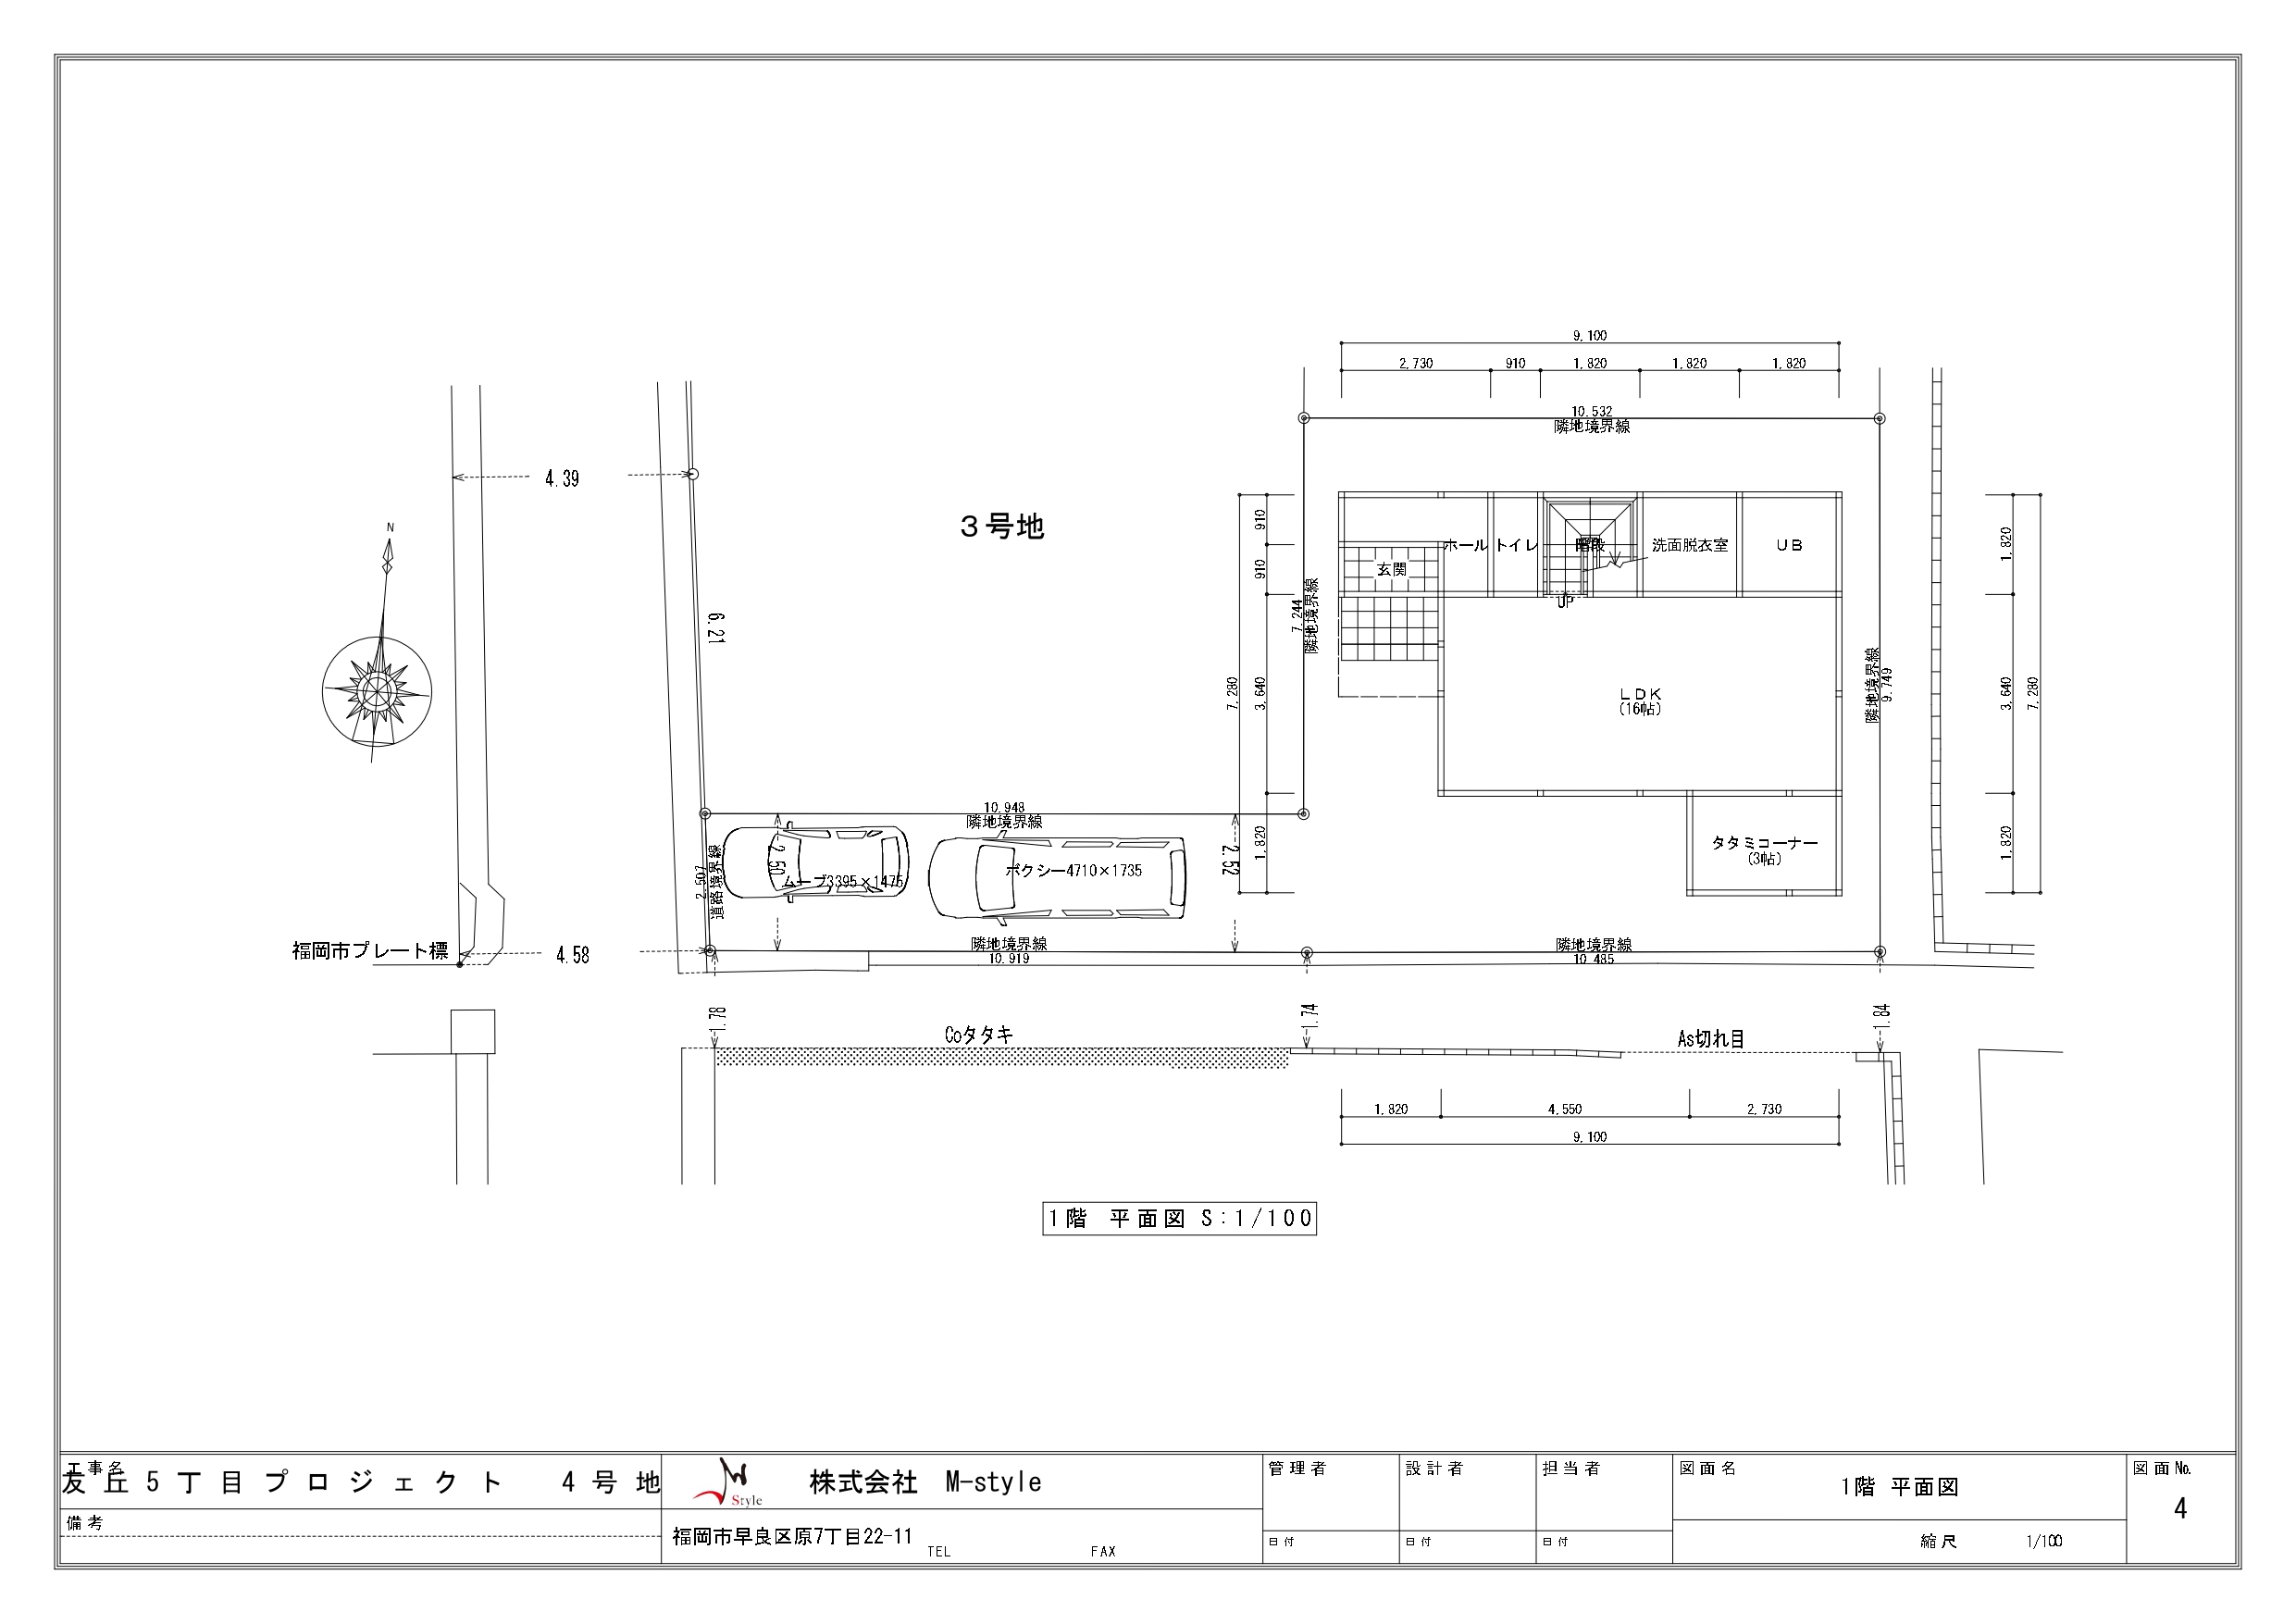 9,100
2,730 910 1,820 1,820 1,820
10.532
隣地境界線
4.39
3号地
N
910
910
3,640
7,280
1,820
7.244
隣地境界線
ホール
トイレ
階段
洗面脱衣室
UB
玄関
UP
LDK
(16帖)
タタミコーナー
(3帖)
隣地境界線
9.749
1,820
3,640
7,280
1,820
6.21
10.948
隣地境界線
2.50
2.52
2.507
道路境界線
ムーブ3395×1475
ボクシー4710×1735
福岡市プレート標
4.58
隣地境界線
10.919
隣地境界線
10.485
1.78
1.74
1.84
Coタタキ
As切れ目
1,820 4,550 2,730
9,100
1階 平面図 S:1/100
工事名
友丘5丁目プロジェクト 4号地
備考
Style
株式会社 M-style
福岡市早良区原7丁目22-11
TEL FAX
管理者
日付
設計者
日付
担当者
日付
図面名
1階 平面図
縮尺 1/100
図面No.
4